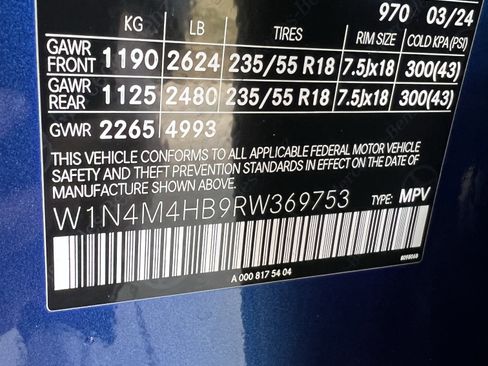 970 03/24
KG LB TIRES RIM SIZE COLD KPA(PSI)
GAWR FRONT 1190 2624 235/55 R18 7.5Jx18 300(43)
GAWR REAR 1125 2480 235/55 R18 7.5Jx18 300(43)
GVWR 2265 4993
THIS VEHICLE CONFORMS TO ALL APPLICABLE FEDERAL MOTOR VEHICLE
SAFETY AND THEFT PREVENTION STANDARDS IN EFFECT ON THE DATE OF
MANUFACTURE SHOWN ABOVE.
W1N4M4HB9RW369753 TYPE: MPV
A 000 817 54 04